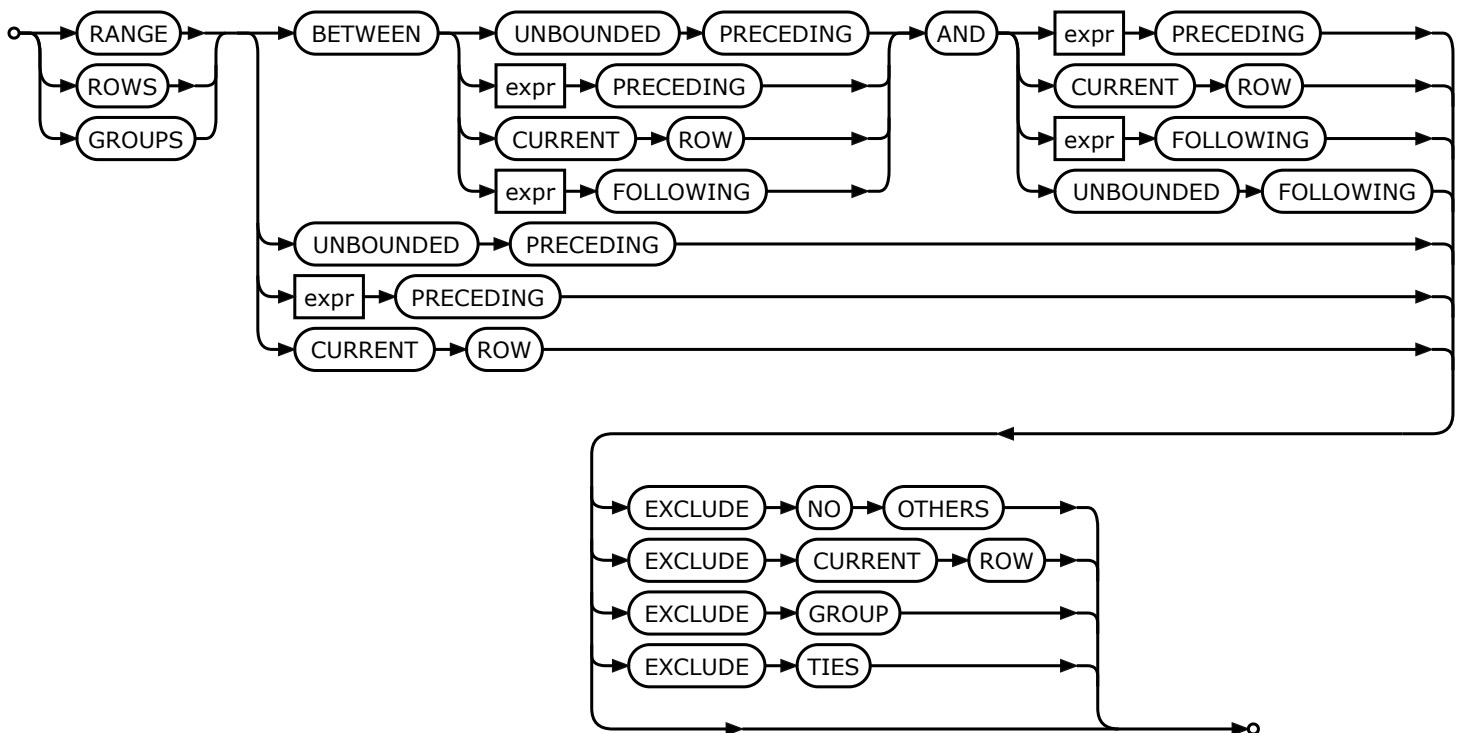 RANGE BETWEEN UNBOUNDED PRECEDING AND expr PRECEDING
ROWS expr PRECEDING CURRENT ROW
GROUPS CURRENT ROW expr FOLLOWING
expr FOLLOWING UNBOUNDED FOLLOWING
UNBOUNDED PRECEDING
expr PRECEDING
CURRENT ROW
EXCLUDE NO OTHERS
EXCLUDE CURRENT ROW
EXCLUDE GROUP
EXCLUDE TIES